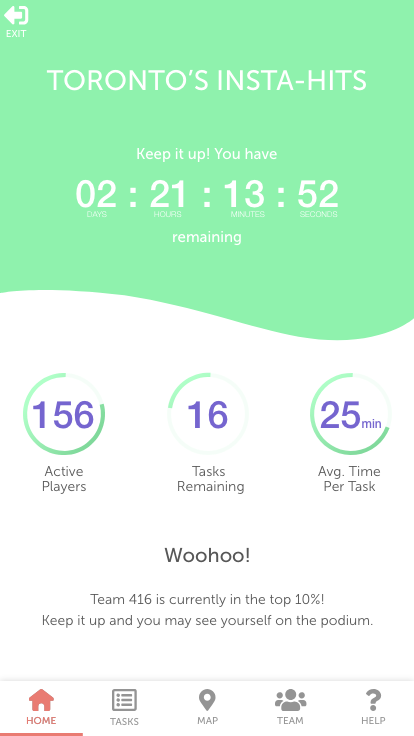 EXIT
TORONTO'S INSTA-HITS
Keep it up! You have
02 : 21 : 13 : 52
DAYS HOURS MINUTES SECONDS
remaining
156 16 25min
Active Players
Tasks Remaining
Avg. Time Per Task
Woohoo!
Team 416 is currently in the top 10%!
Keep it up and you may see yourself on the podium.
HOME TASKS MAP TEAM HELP